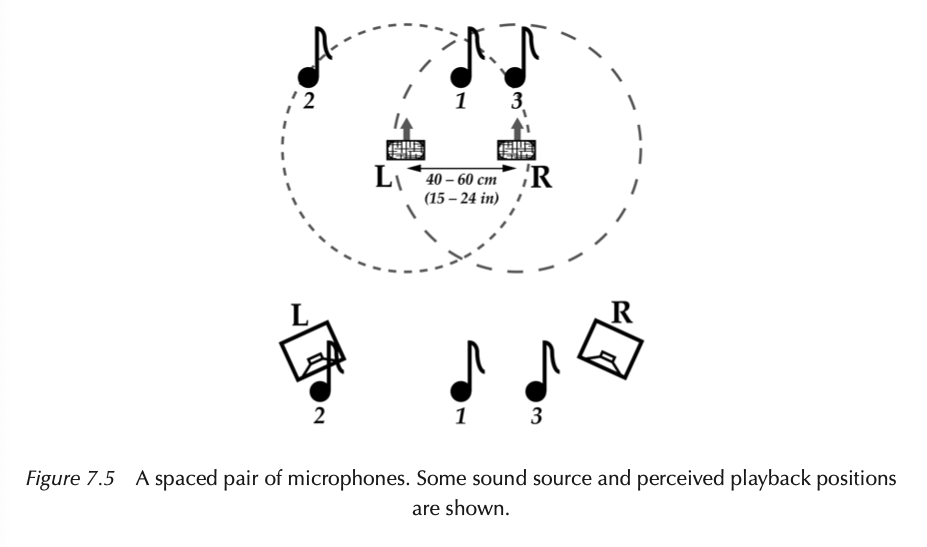 2
1
3
L
R
40 – 60 cm
(15 – 24 in)
L
R
2
1
3
Figure 7.5 A spaced pair of microphones. Some sound source and perceived playback positions
are shown.